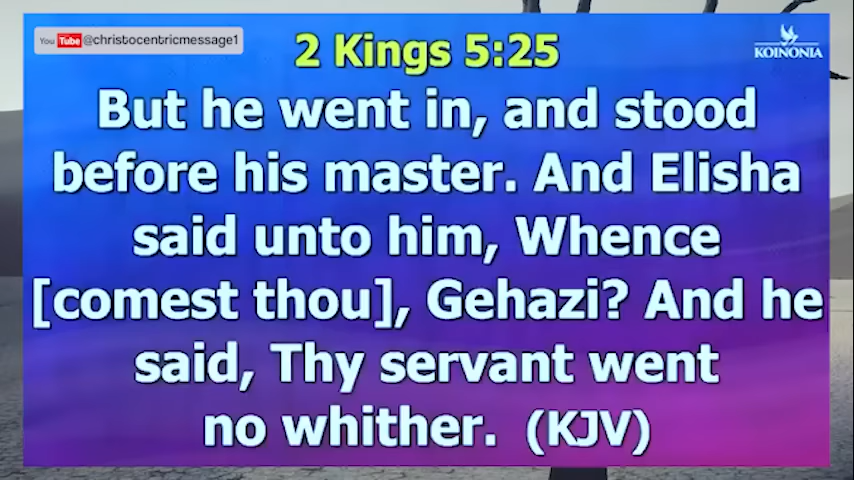 You Tube @christocentricmessage1
2 Kings 5:25
KOINONIA
But he went in, and stood
before his master. And Elisha
said unto him, Whence
[comest thou], Gehazi? And he
said, Thy servant went
no whither. (KJV)